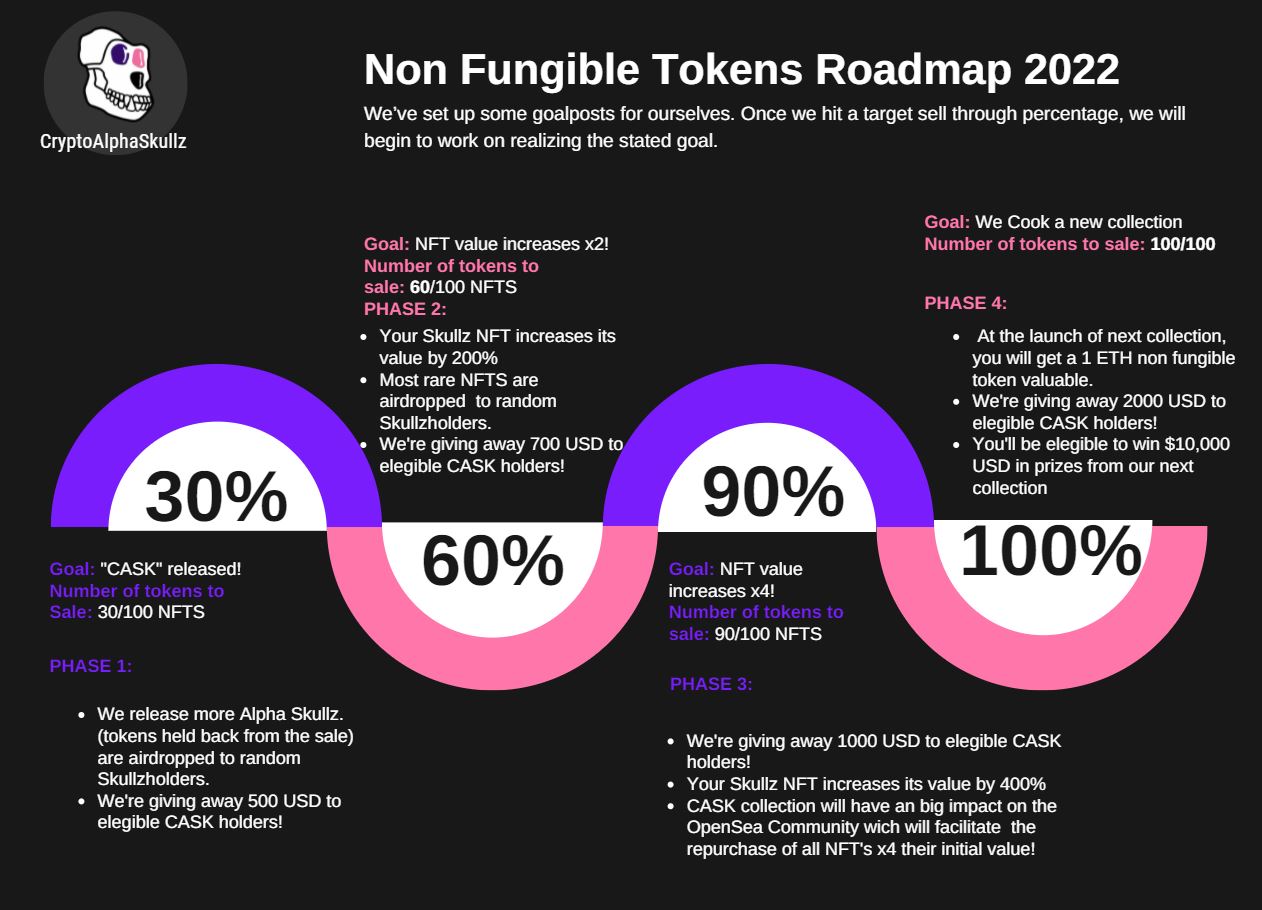 CryptoAlphaSkullz
Non Fungible Tokens Roadmap 2022
We've set up some goalposts for ourselves. Once we hit a target sell through percentage, we will
begin to work on realizing the stated goal.
30%
Goal: "CASK" released!
Number of tokens to
Sale: 30/100 NFTS
PHASE 1:
• We release more Alpha Skullz.
(tokens held back from the sale)
are airdropped to random
Skullzholders.
• We're giving away 500 USD to
elegible CASK holders!
Goal: NFT value increases x2!
Number of tokens to
sale: 60/100 NFTS
PHASE 2:
• Your Skullz NFT increases its
value by 200%
• Most rare NFTS are
airdropped to random
Skullzholders.
• We're giving away 700 USD to
elegible CASK holders!
60%
90%
Goal: NFT value
increases x4!
Number of tokens to
sale: 90/100 NFTS
PHASE 3:
• We're giving away 1000 USD to elegible CASK
holders!
• Your Skullz NFT increases its value by 400%
• CASK collection will have an big impact on the
OpenSea Community wich will facilitate the
repurchase of all NFT's x4 their initial value!
Goal: We Cook a new collection
Number of tokens to sale: 100/100
PHASE 4:
• At the launch of next collection,
you will get a 1 ETH non fungible
token valuable.
• We're giving away 2000 USD to
elegible CASK holders!
• You'll be elegible to win $10,000
USD in prizes from our next
collection
100%